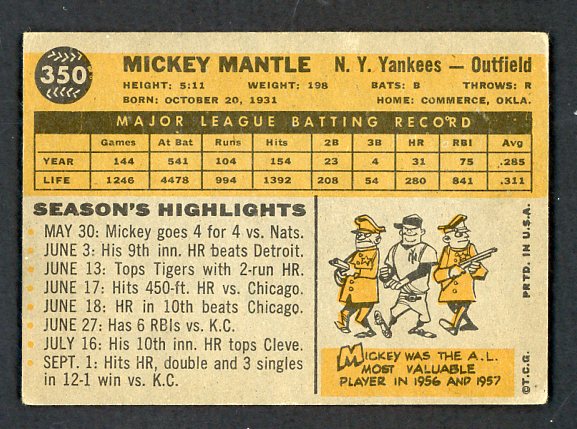 350
MICKEY MANTLE N. Y. Yankees — Outfield
HEIGHT: 5:11 WEIGHT: 198 BATS: B THROWS: R
BORN: OCTOBER 20, 1931 HOME: COMMERCE, OKLA.
MAJOR LEAGUE BATTING RECORD
Games At Bat Runs Hits 2B 3B HR RBI Avg
YEAR 144 541 104 154 23 4 31 75 .285
LIFE 1246 4478 994 1392 208 54 280 841 .311
SEASON'S HIGHLIGHTS
MAY 30: Mickey goes 4 for 4 vs. Nats.
JUNE 3: His 9th inn. HR beats Detroit.
JUNE 13: Tops Tigers with 2-run HR.
JUNE 17: Hits 450-ft. HR vs. Chicago.
JUNE 18: HR in 10th beats Chicago.
JUNE 27: Has 6 RBIs vs. K.C.
JULY 16: His 10th inn. HR tops Cleve.
SEPT. 1: Hits HR, double and 3 singles
in 12-1 win vs. K.C.
NY
MICKEY WAS THE A.L.
MOST VALUABLE
PLAYER IN 1956 AND 1957
©T.C.G. PRTD. IN U.S.A.